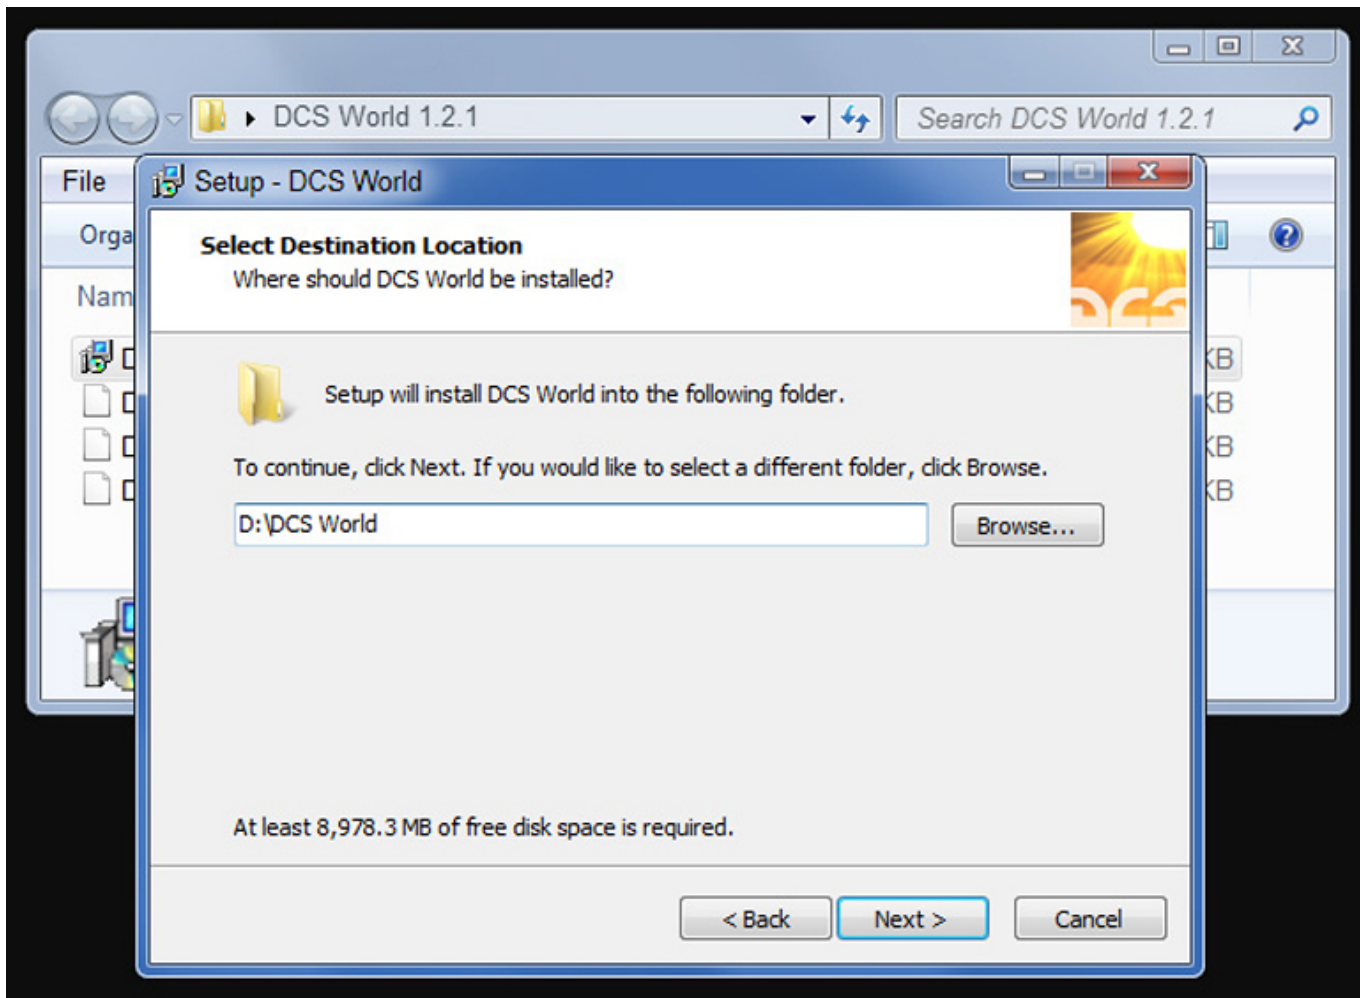 DCS World 1.2.1
Search DCS World 1.2.1
File
Setup - DCS World
Orga
Select Destination Location
Where should DCS World be installed?
DCS
Nam
Setup will install DCS World into the following folder.
D
KB
D
KB
D
KB
D
KB
To continue, click Next. If you would like to select a different folder, click Browse.
D:\DCS World
Browse...
At least 8,978.3 MB of free disk space is required.
< Back
Next >
Cancel